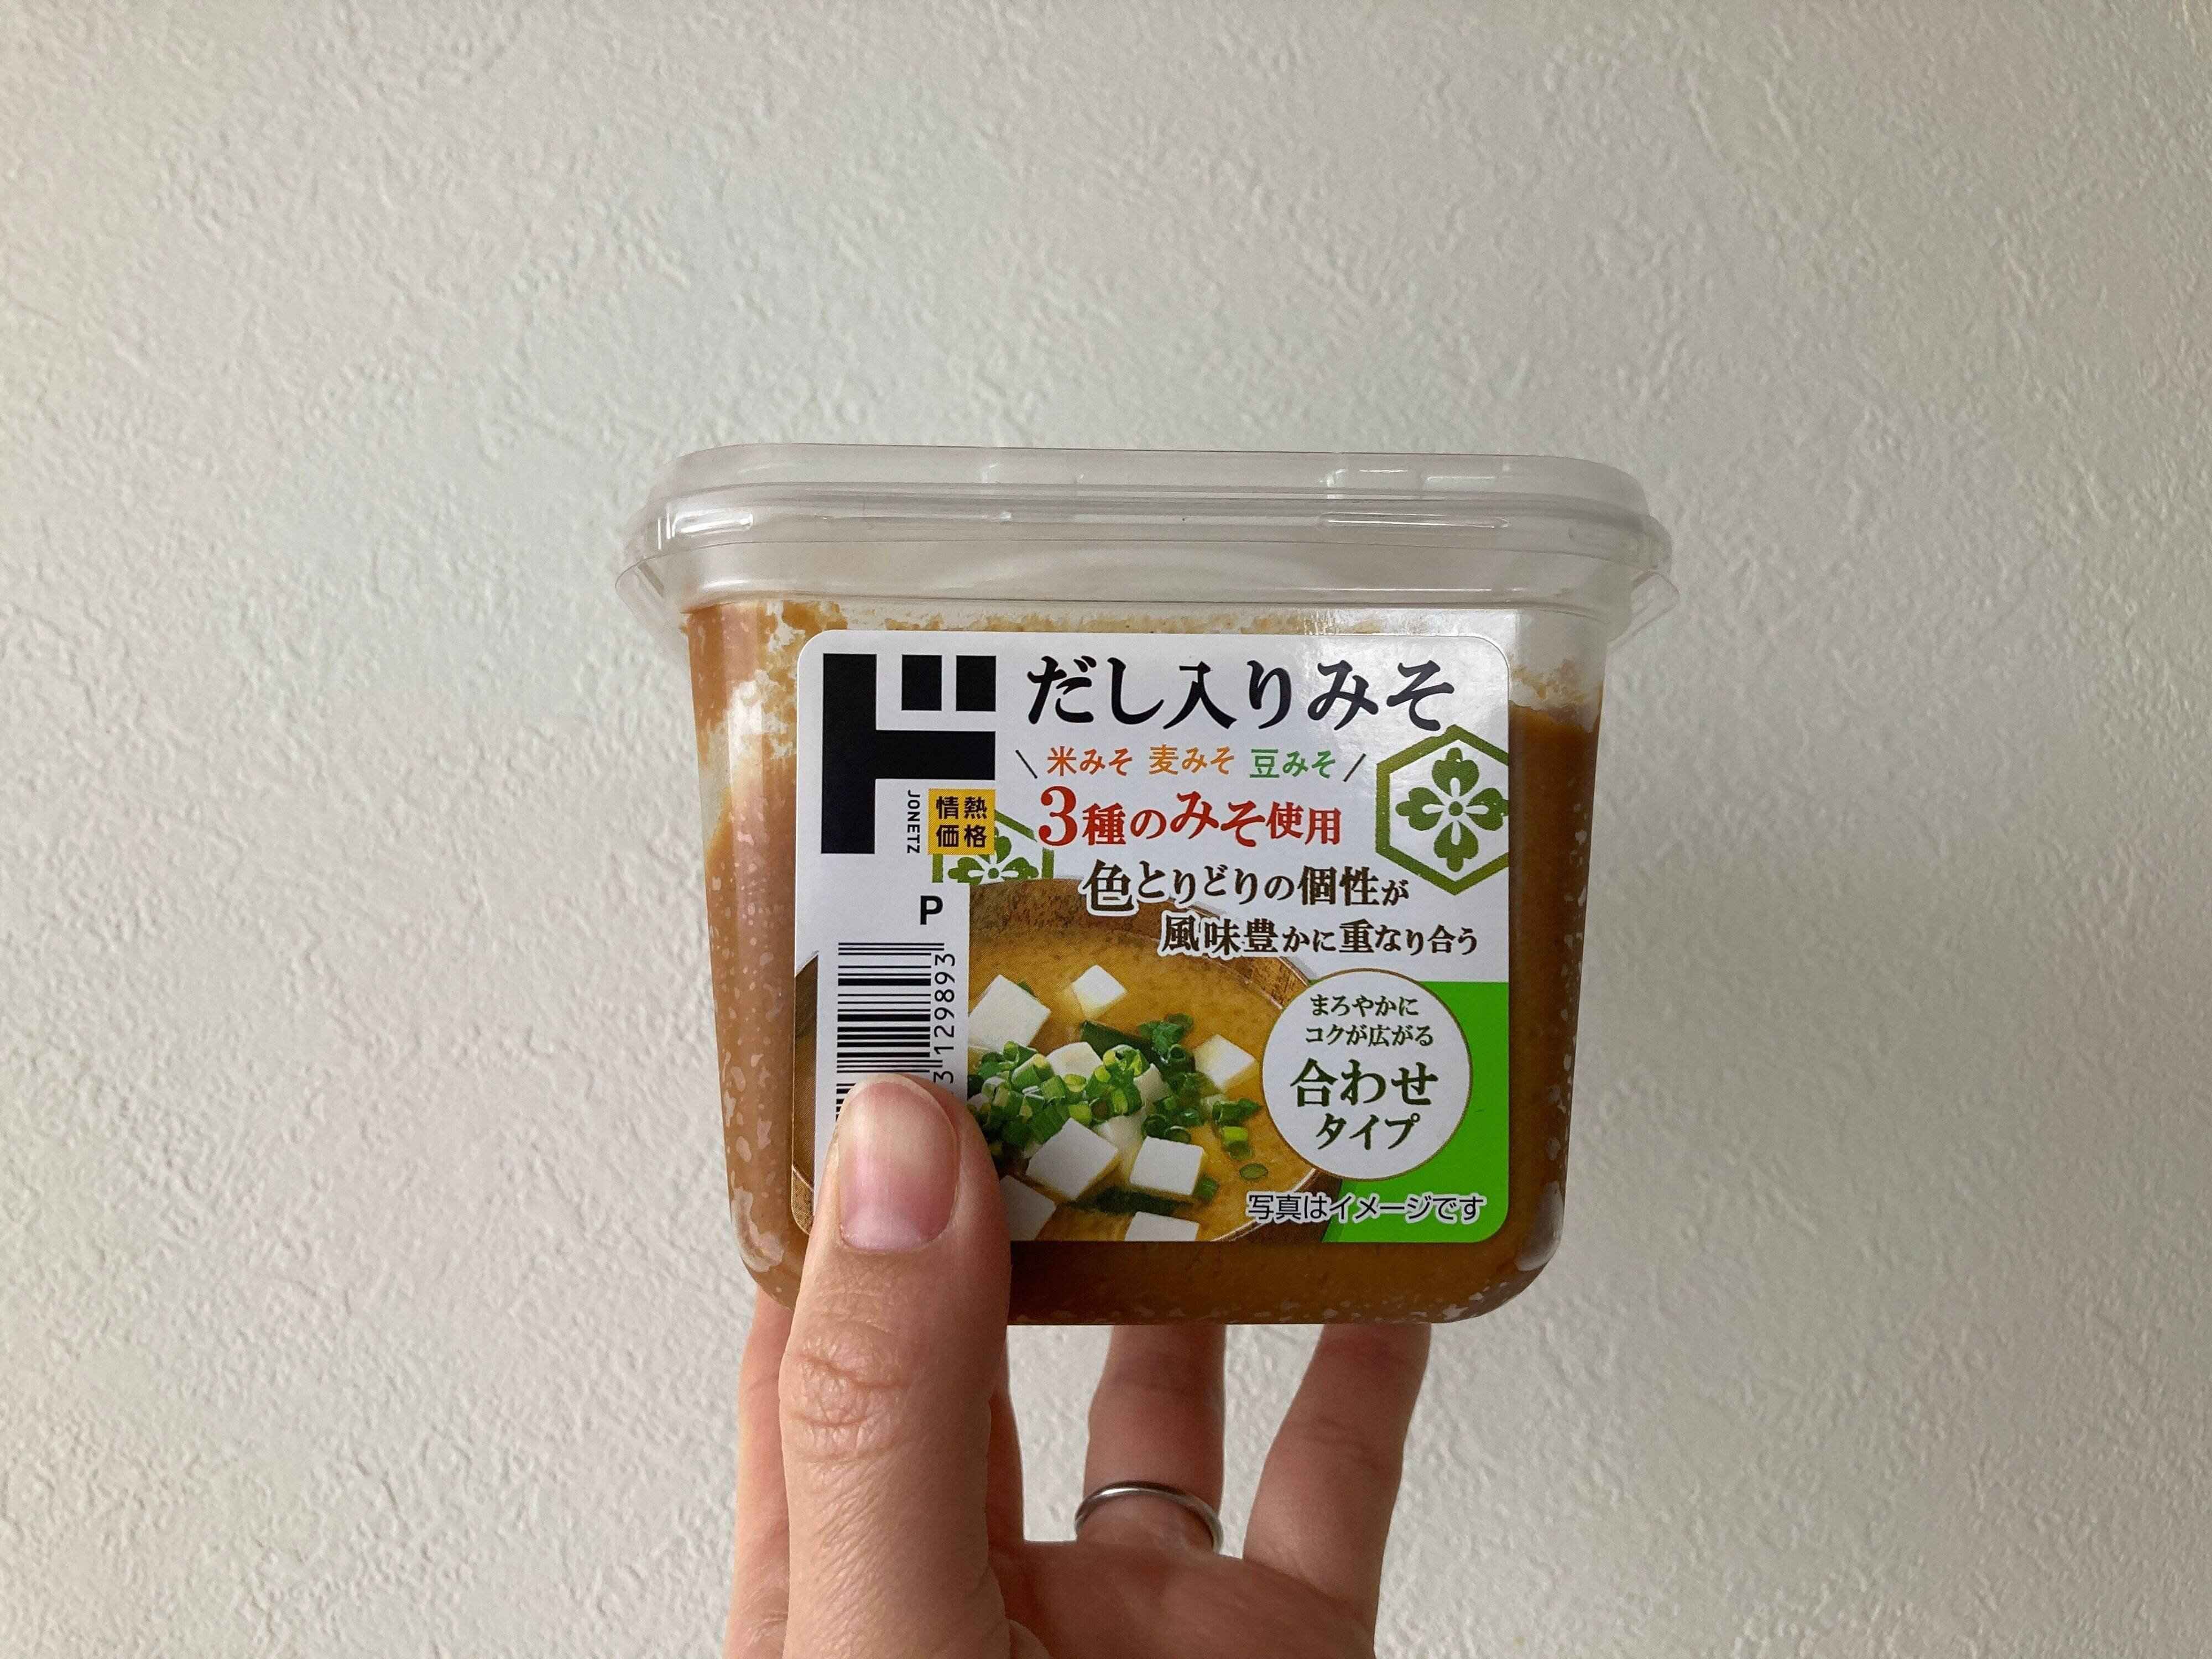 ド
JONETZ
情熱
価格
だし入りみそ
\ 米みそ 麦みそ 豆みそ /
3種のみそ使用
色とりどりの個性が
風味豊かに重なり合う
P
3129893
まろやかに
コクが広がる
合わせ
タイプ
写真はイメージです